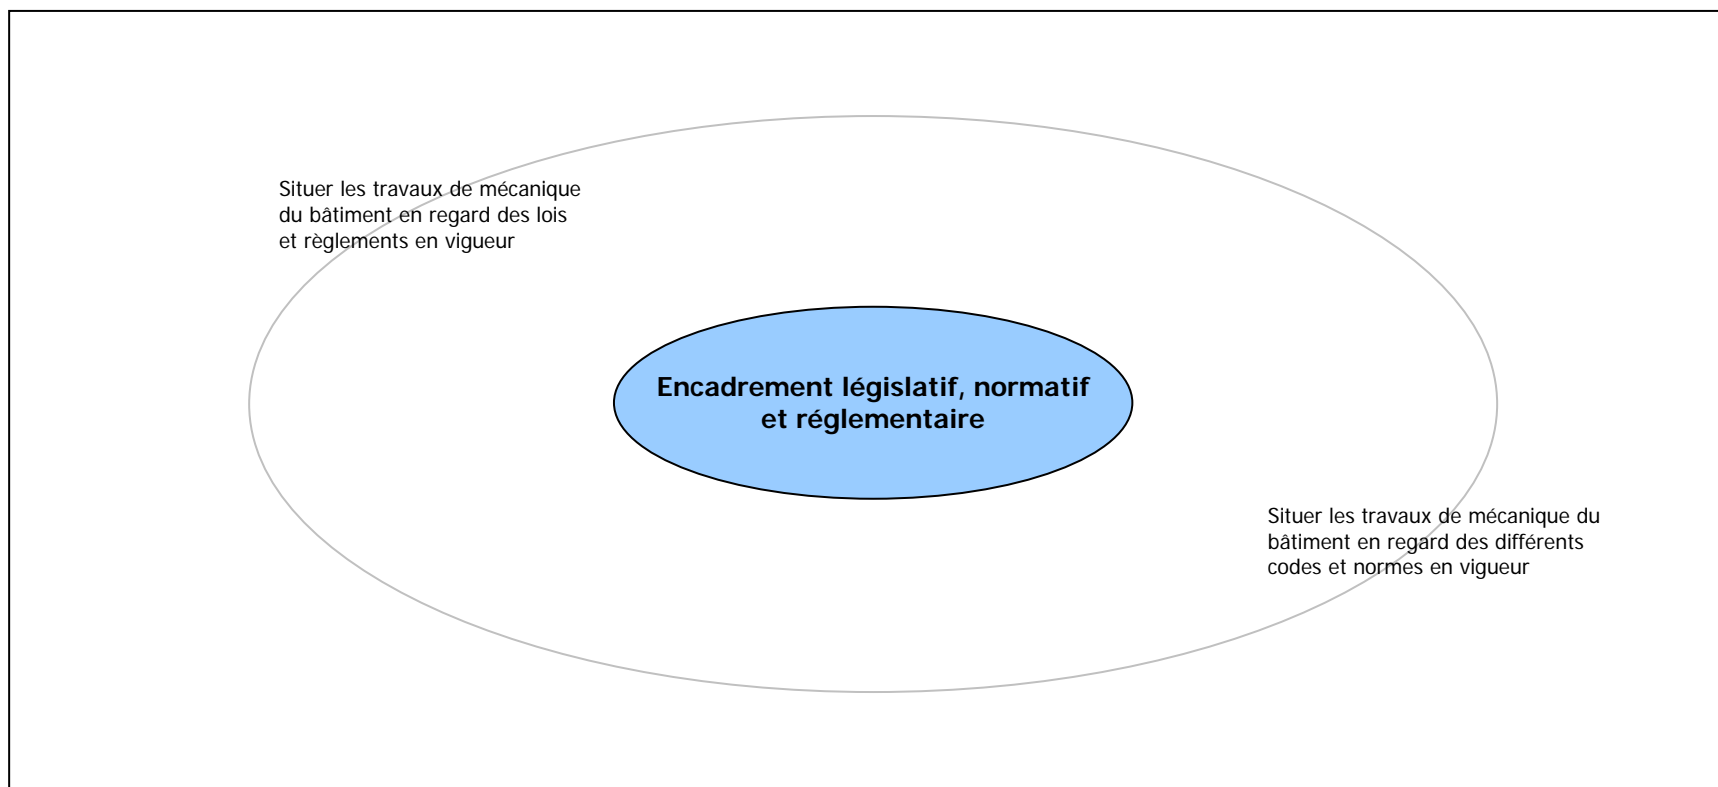 Situer les travaux de mécanique
du bâtiment en regard des lois
et règlements en vigueur
Encadrement législatif, normatif
et réglementaire
Situer les travaux de mécanique du
bâtiment en regard des différents
codes et normes en vigueur